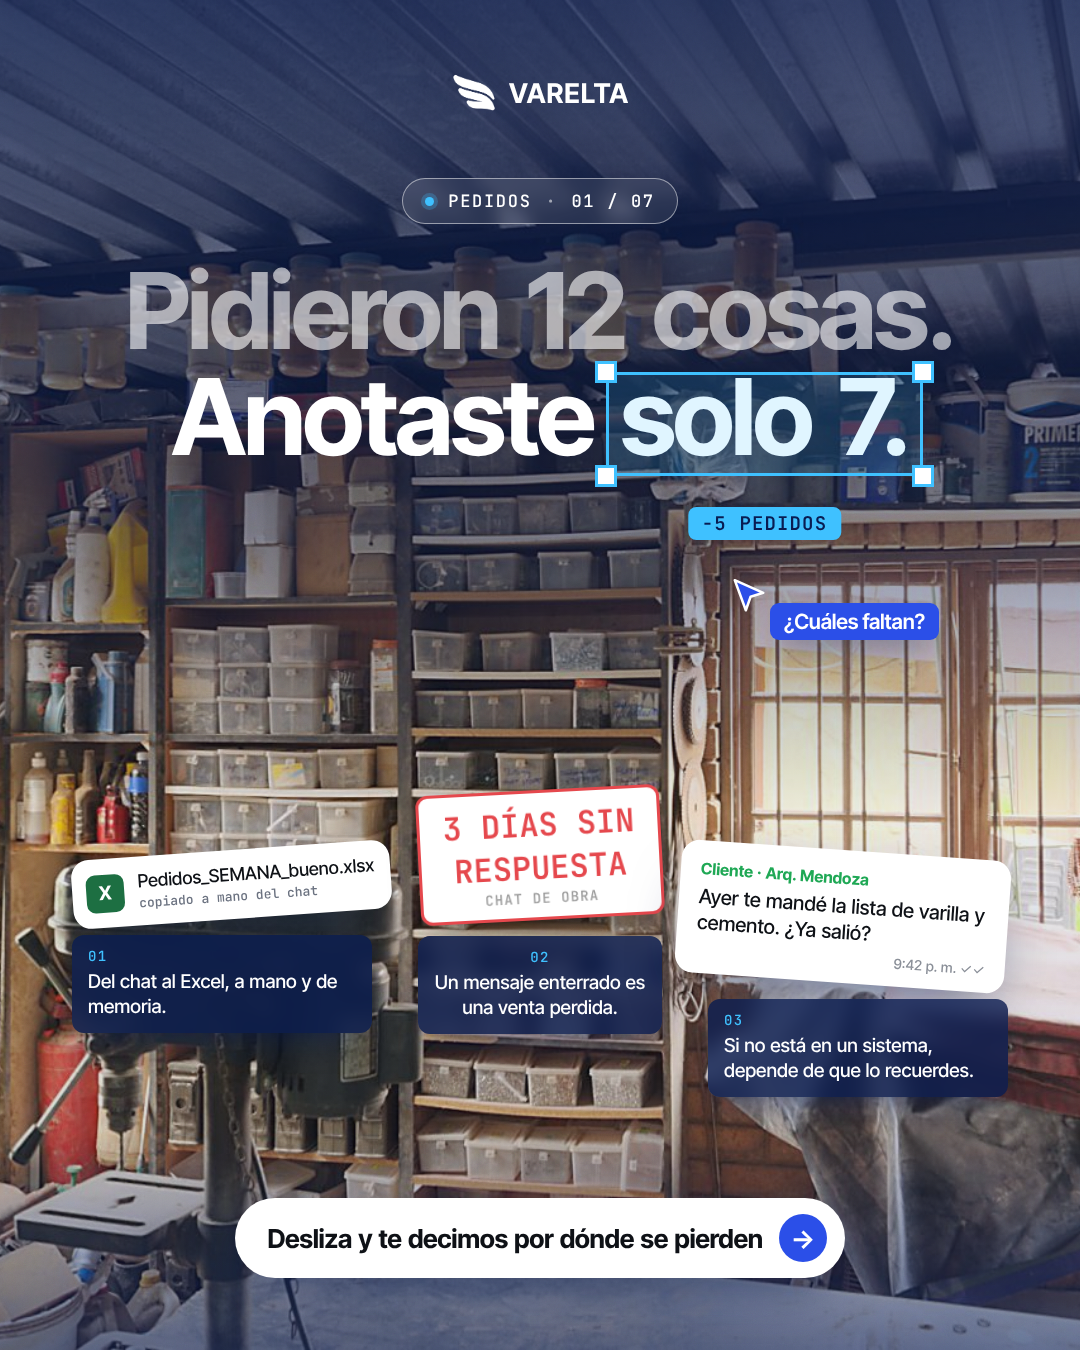 VARELTA
PEDIDOS · 01 / 07
Pidieron 12 cosas.
Anotaste solo 7.
PRIMER
2
-5 PEDIDOS
¿Cuáles faltan?
X
Pedidos_SEMANA_bueno.xlsx
copiado a mano del chat
01
Del chat al Excel, a mano y de
memoria.
3 DÍAS SIN
RESPUESTA
CHAT DE OBRA
02
Un mensaje enterrado es
una venta perdida.
Cliente · Arq. Mendoza
Ayer te mandé la lista de varilla y
cemento. ¿Ya salió?
9:42 p. m. ✓✓
03
Si no está en un sistema,
depende de que lo recuerdes.
Desliza y te decimos por dónde se pierden →